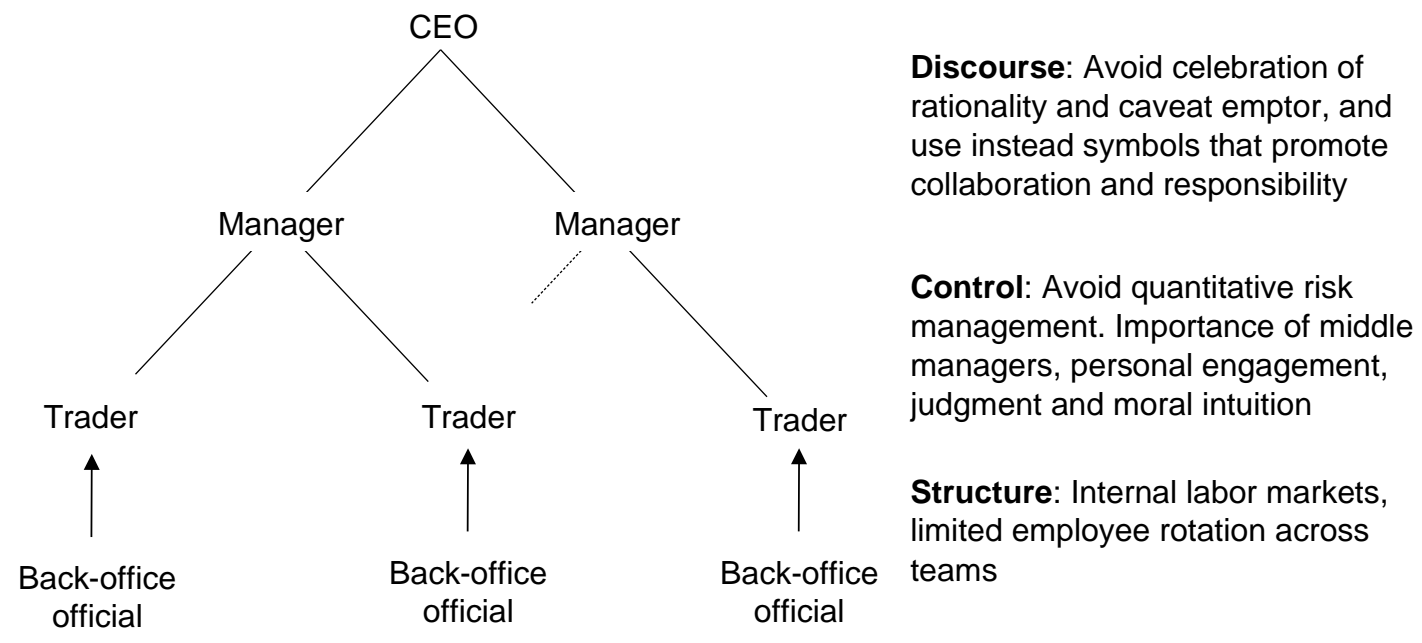 CEO
Manager
Manager
Trader
Trader
Trader
Back-office
official
Back-office
official
Back-office
official
Discourse: Avoid celebration of
rationality and caveat emptor, and
use instead symbols that promote
collaboration and responsibility
Control: Avoid quantitative risk
management. Importance of middle
managers, personal engagement,
judgment and moral intuition
Structure: Internal labor markets,
limited employee rotation across
teams